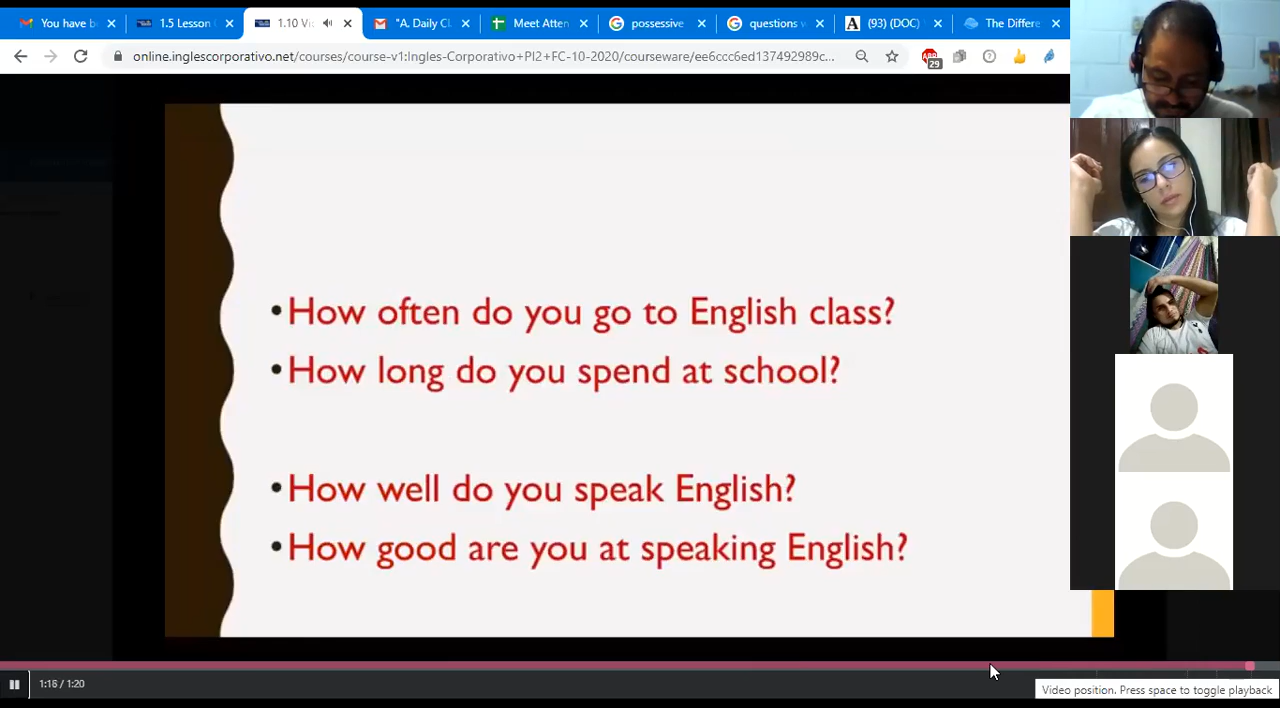 You have b
1.5 Lesson
1.10 Vi
"A. Daily Cl
Meet Atten
possessive
questions w
(93) (DOC)
The Differe
online.inglescorporativo.net/courses/course-v1:Ingles-Corporativo+PI2+FC-10-2020/courseware/ee6ccc6ed137492989c...
29
•How often do you go to English class?
•How long do you spend at school?
•How well do you speak English?
•How good are you at speaking English?
1:16 / 1:20
Video position. Press space to toggle playback